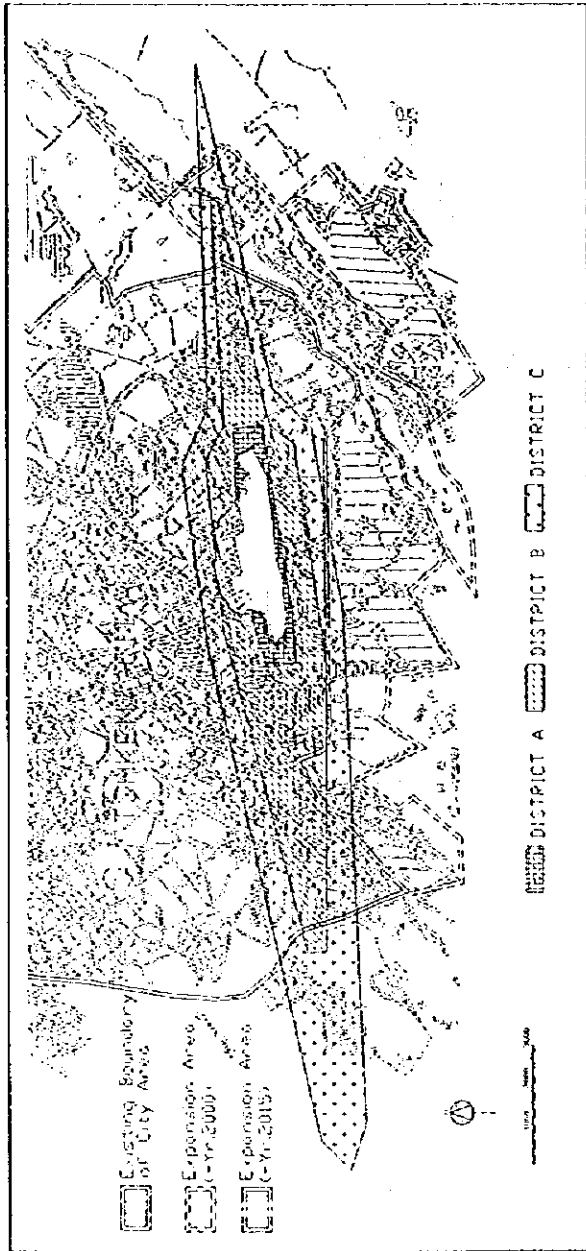 Existing Boundary
of City Area
Expansion Area
(-Yr.2000)
Expansion Area
(-Yr.2015)
DISTRICT A
DISTRICT B
DISTRICT C